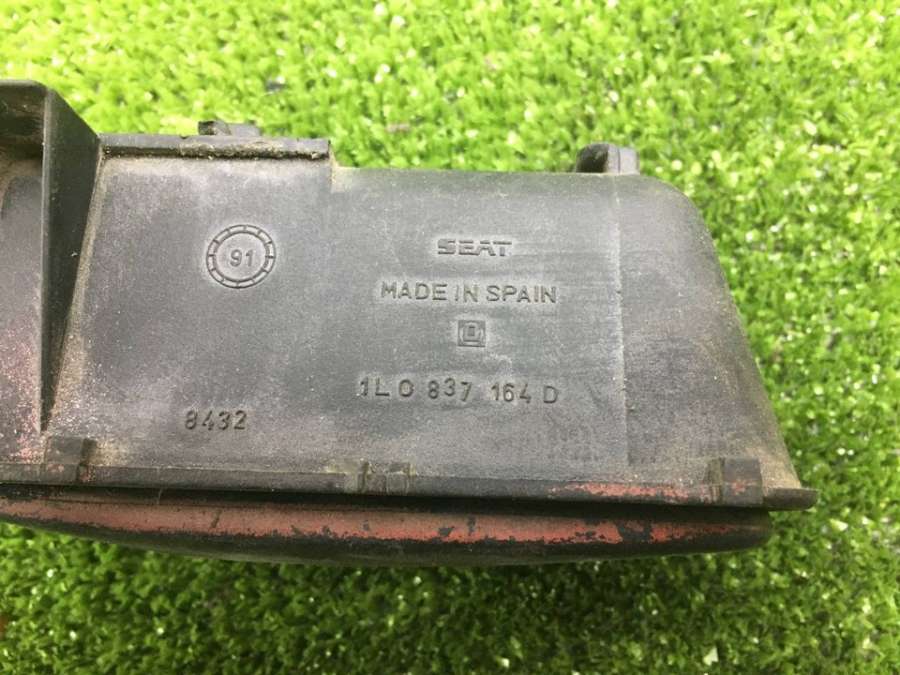 91
SEAT
MADE IN SPAIN
1L0 837 164 D
8432